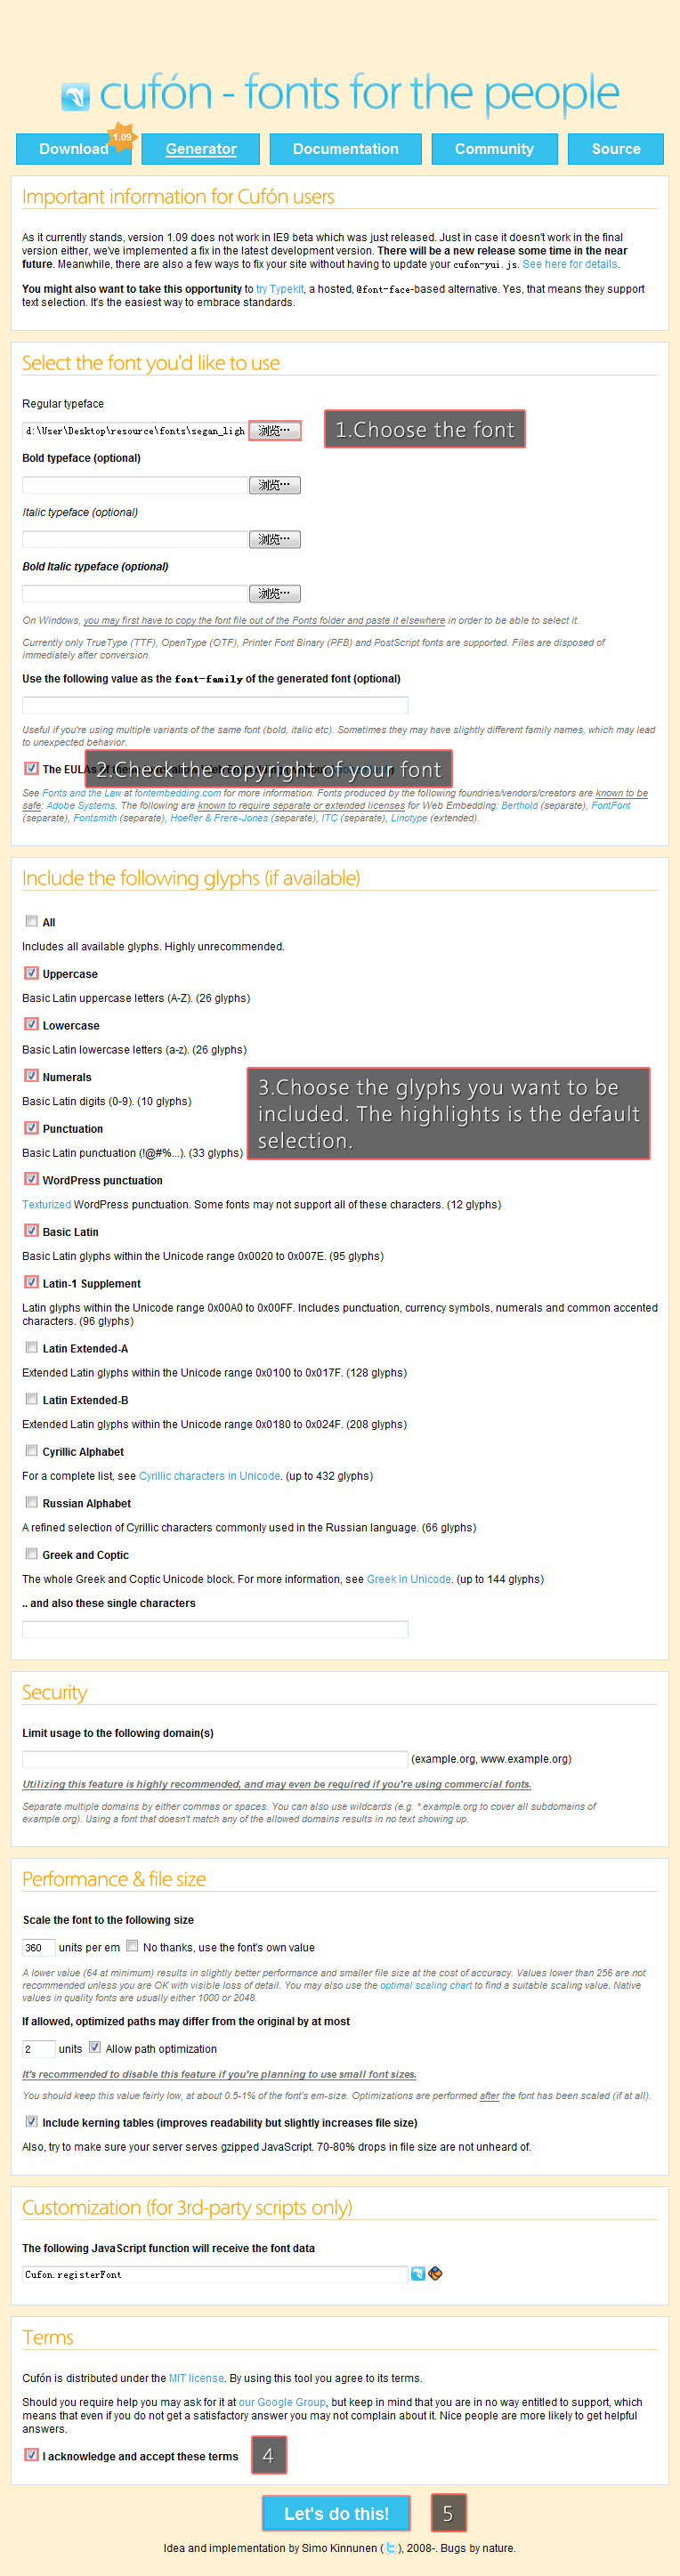 cufón - fonts for the people
Download
1.09
Generator
Documentation
Community
Source
Important information for Cufón users
As it currently stands, version 1.09 does not work in IE9 beta which was just released. Just in case it doesn't work in the final
version either, we've implemented a fix in the latest development version. There will be a new release some time in the near
future. Meanwhile, there are also a few ways to fix your site without having to update your cufon-yui.js. See here for details.
You might also want to take this opportunity to try Typekit, a hosted, @font-face-based alternative. Yes, that means they support
text selection. It's the easiest way to embrace standards.
Select the font you'd like to use
Regular typeface
d:\User\Desktop\resource\fonts\segan_ligh
浏览…
1.Choose the font
Bold typeface (optional)
浏览…
Italic typeface (optional)
浏览…
Bold Italic typeface (optional)
浏览…
On Windows, you may first have to copy the font file out of the Fonts folder and paste it elsewhere in order to be able to select it.
Currently only TrueType (TTF), OpenType (OTF), Printer Font Binary (PFB) and PostScript fonts are supported. Files are disposed of
immediately after conversion.
Use the following value as the font-family of the generated font (optional)
Useful if you're using multiple variants of the same font (bold, italic etc). Sometimes they may have slightly different family names, which may lead
to unexpected behavior.
The EULAs
2.Check the copyright of your font
See Fonts and the Law at fontembedding.com for more information. Fonts produced by the following foundries/vendors/creators are known to be
safe: Adobe Systems. The following are known to require separate or extended licenses for Web Embedding: Berthold (separate), FontFont
(separate), Fontsmith (separate), Hoefler & Frere-Jones (separate), ITC (separate), Linotype (extended).
Include the following glyphs (if available)
All
Includes all available glyphs. Highly unrecommended.
Uppercase
Basic Latin uppercase letters (A-Z). (26 glyphs)
Lowercase
Basic Latin lowercase letters (a-z). (26 glyphs)
Numerals
Basic Latin digits (0-9). (10 glyphs)
Punctuation
Basic Latin punctuation (!@#%...). (33 glyphs)
3.Choose the glyphs you want to be
included. The highlights is the default
selection.
WordPress punctuation
Texturized WordPress punctuation. Some fonts may not support all of these characters. (12 glyphs)
Basic Latin
Basic Latin glyphs within the Unicode range 0x0020 to 0x007E. (95 glyphs)
Latin-1 Supplement
Latin glyphs within the Unicode range 0x00A0 to 0x00FF. Includes punctuation, currency symbols, numerals and common accented
characters. (96 glyphs)
Latin Extended-A
Extended Latin glyphs within the Unicode range 0x0100 to 0x017F. (128 glyphs)
Latin Extended-B
Extended Latin glyphs within the Unicode range 0x0180 to 0x024F. (208 glyphs)
Cyrillic Alphabet
For a complete list, see Cyrillic characters in Unicode. (up to 432 glyphs)
Russian Alphabet
A refined selection of Cyrillic characters commonly used in the Russian language. (66 glyphs)
Greek and Coptic
The whole Greek and Coptic Unicode block. For more information, see Greek in Unicode. (up to 144 glyphs)
.. and also these single characters
Security
Limit usage to the following domain(s)
(example.org, www.example.org)
Utilizing this feature is highly recommended, and may even be required if you're using commercial fonts.
Separate multiple domains by either commas or spaces. You can also use wildcards (e.g. *.example.org to cover all subdomains of
example.org). Using a font that doesn't match any of the allowed domains results in no text showing up.
Performance & file size
Scale the font to the following size
360 units per em No thanks, use the font's own value
A lower value (64 at minimum) results in slightly better performance and smaller file size at the cost of accuracy. Values lower than 256 are not
recommended unless you are OK with visible loss of detail. You may also use the optimal scaling chart to find a suitable scaling value. Native
values in quality fonts are usually either 1000 or 2048.
If allowed, optimized paths may differ from the original by at most
2 units Allow path optimization
It's recommended to disable this feature if you're planning to use small font sizes.
You should keep this value fairly low, at about 0.5-1% of the font's em-size. Optimizations are performed after the font has been scaled (if at all).
Include kerning tables (improves readability but slightly increases file size)
Also, try to make sure your server serves gzipped JavaScript. 70-80% drops in file size are not unheard of.
Customization (for 3rd-party scripts only)
The following JavaScript function will receive the font data
Cufon.registerFont
Terms
Cufón is distributed under the MIT license. By using this tool you agree to its terms.
Should you require help you may ask for it at our Google Group, but keep in mind that you are in no way entitled to support, which
means that even if you do not get a satisfactory answer you may not complain about it. Nice people are more likely to get helpful
answers.
I acknowledge and accept these terms
4
Let's do this!
5
Idea and implementation by Simo Kinnunen ( ), 2008-. Bugs by nature.